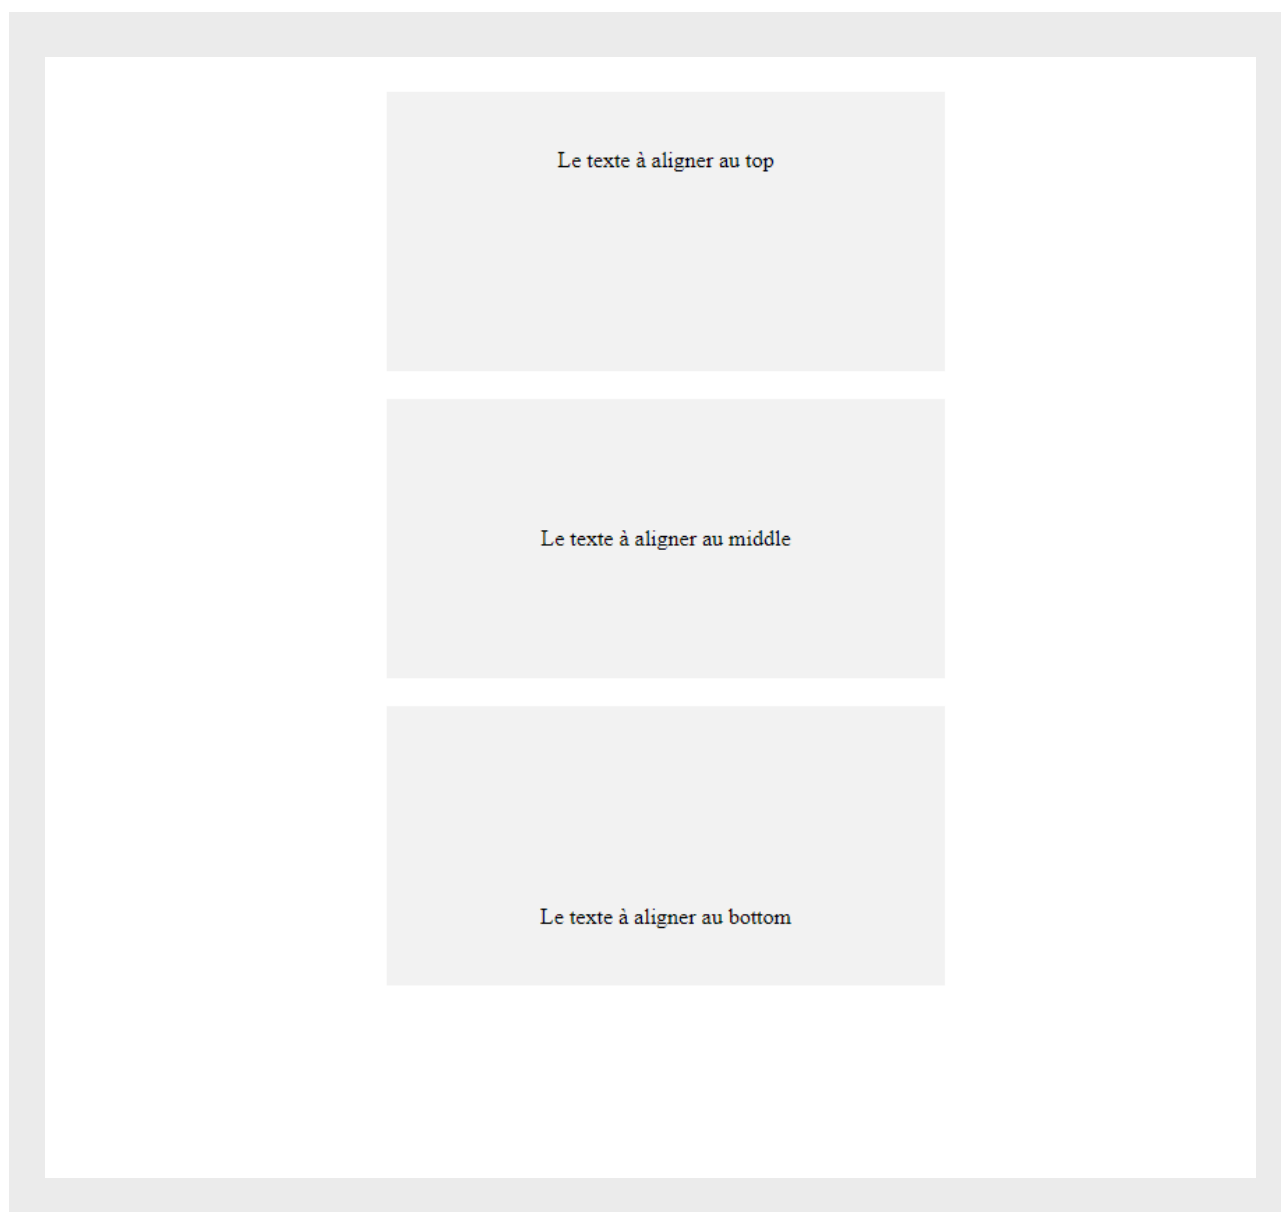 Le texte à aligner au top
Le texte à aligner au middle
Le texte à aligner au bottom